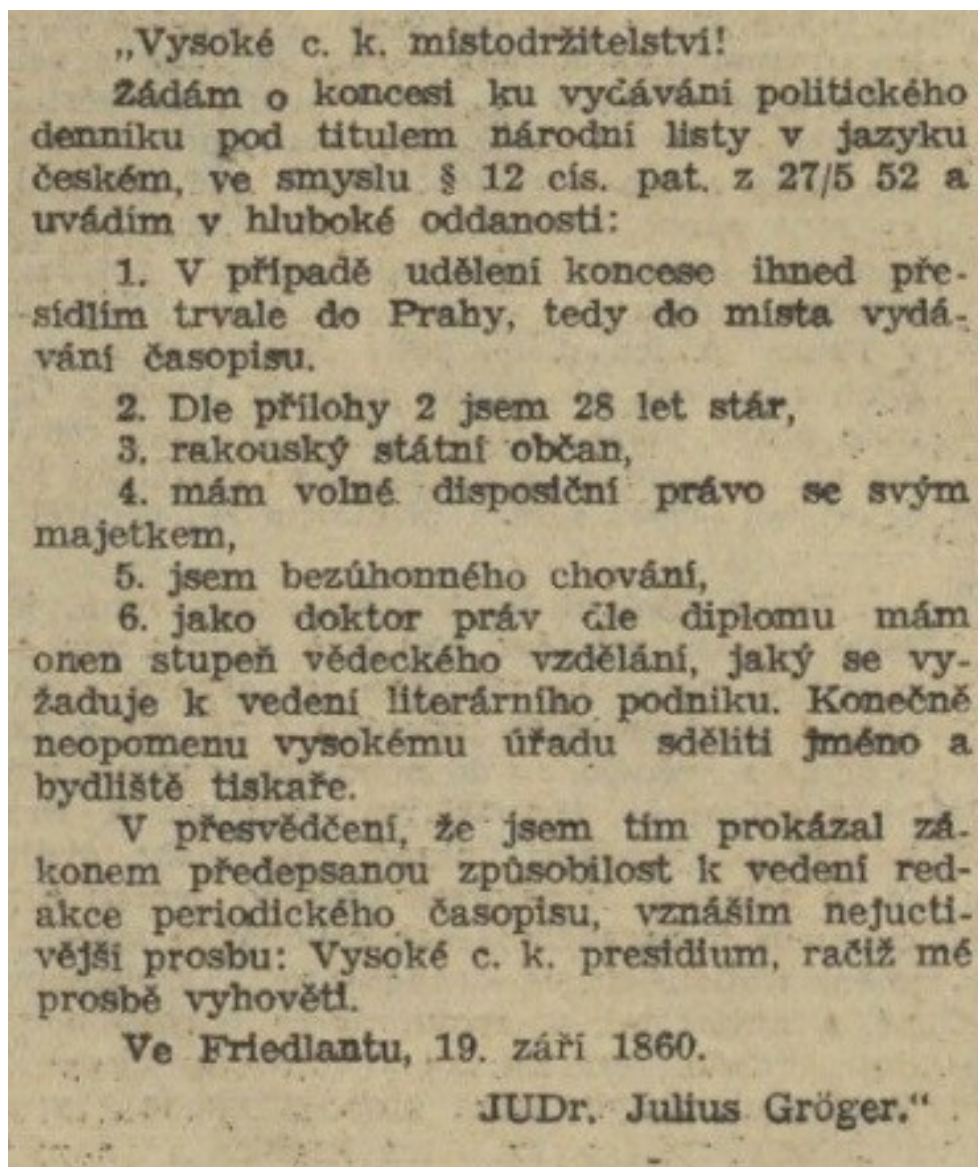 „Vysoké c. k. místodržitelství!
Žádám o koncesi ku vydávání politického
denníku pod titulem národní listy v jazyku
českém, ve smyslu § 12 cís. pat. z 27/5 52 a
uvádím v hluboké oddanosti:
1. V případě udělení koncese ihned pře-
sídlím trvale do Prahy, tedy do místa vydá-
vání časopisu.
2. Dle přílohy 2 jsem 28 let stár,
3. rakouský státní občan,
4. mám volné disposiční právo se svým
majetkem,
5. jsem bezúhonného chování,
6. jako doktor práv dle diplomu mám
onen stupeň vědeckého vzdělání, jaký se vy-
žaduje k vedení literárního podniku. Konečně
neopomenu vysokému úřadu sděliti jméno a
bydliště tiskaře.
V přesvědčení, že jsem tím prokázal zá-
konem předepsanou způsobilost k vedení red-
akce periodického časopisu, vznáším nejucti-
vější prosbu: Vysoké c. k. presidium, račiž mé
prosbě vyhověti.
Ve Friedlantu, 19. září 1860.
JUDr. Julius Gröger.“